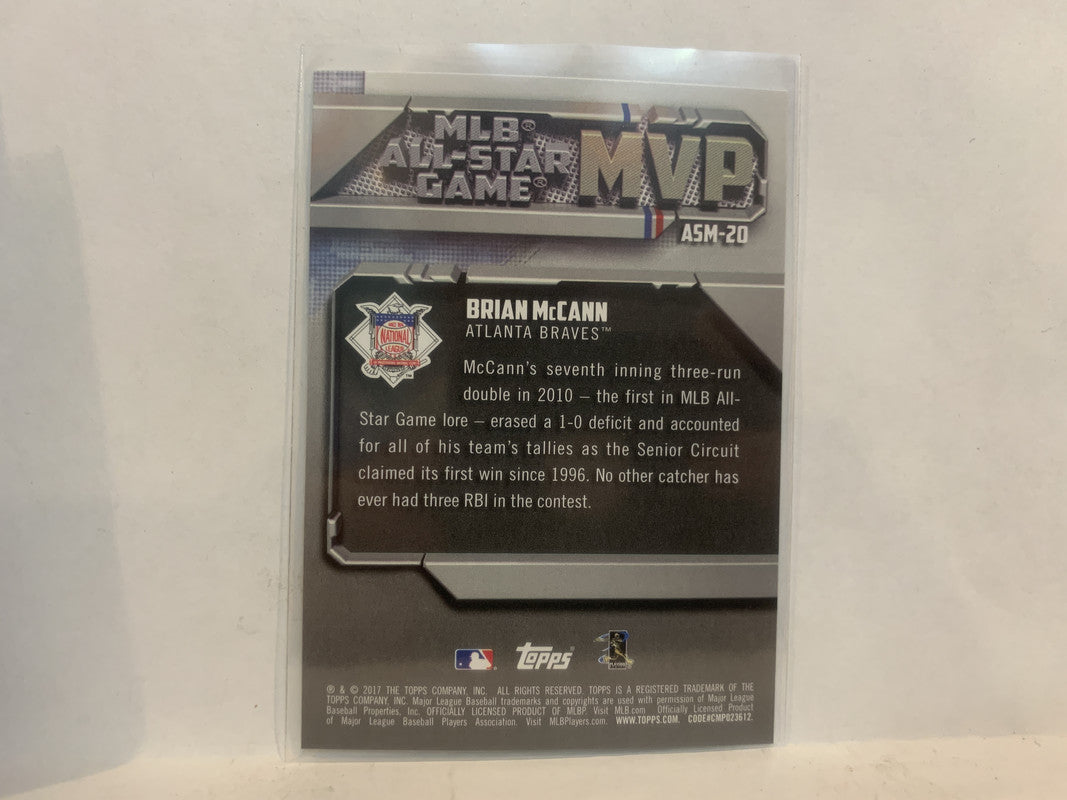 MLB®
ALL-STAR
GAME®
MVP
ASM-20
NATIONAL
LEAGUE
BRIAN McCANN
ATLANTA BRAVES™
McCann's seventh inning three-run
double in 2010 – the first in MLB All-
Star Game lore – erased a 1-0 deficit and accounted
for all of his team's tallies as the Senior Circuit
claimed its first win since 1996. No other catcher has
ever had three RBI in the contest.
Topps®
® & © 2017 THE TOPPS COMPANY, INC. ALL RIGHTS RESERVED. TOPPS IS A REGISTERED TRADEMARK OF THE
TOPPS COMPANY, INC. Major League Baseball trademarks and copyrights are used with permission of Major League
Baseball Properties, Inc. OFFICIALLY LICENSED PRODUCT OF MLBP. Visit MLB.com Officially Licensed Product
of Major League Baseball Players Association. Visit MLBPlayers.com. WWW.TOPPS.COM. CODE#CMP023612.